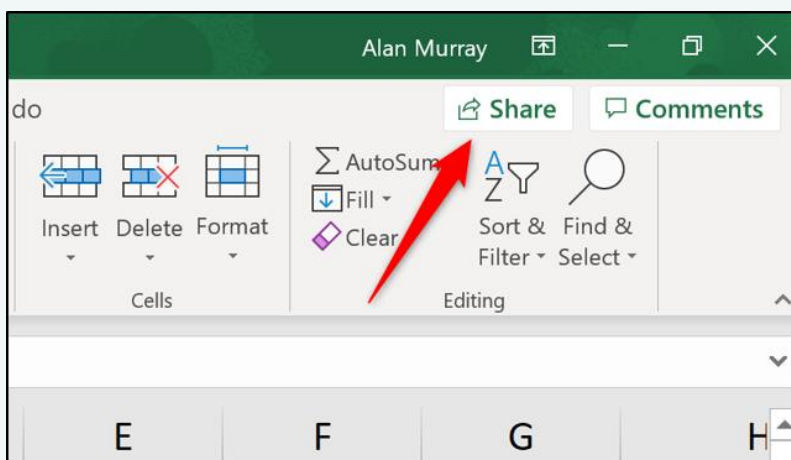 Alan Murray
do
Share
Comments
Insert
Delete
Format
Cells
AutoSum
Fill
Clear
A
Z
Sort &
Filter
Find &
Select
Editing
E
F
G
H